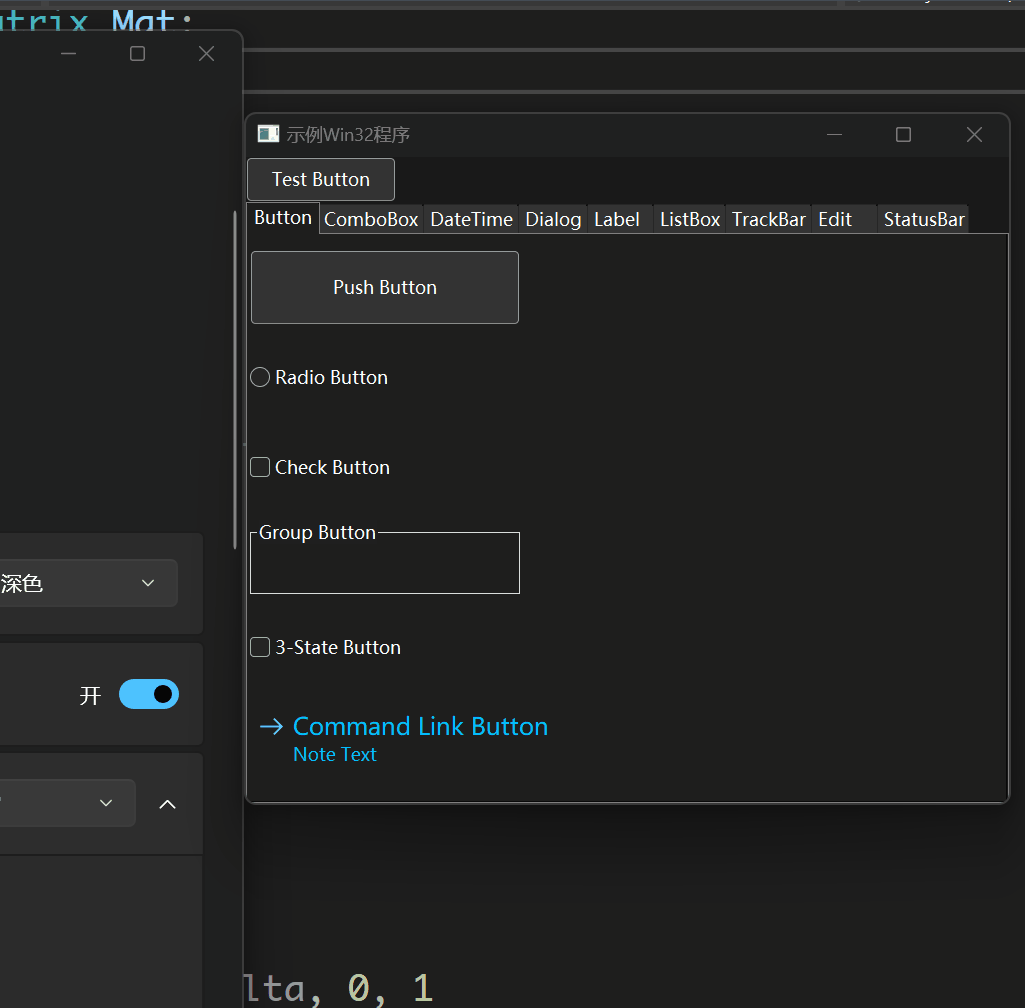 trix Mat:
示例Win32程序
Test Button
Button ComboBox DateTime Dialog Label ListBox TrackBar Edit StatusBar
Push Button
Radio Button
Check Button
Group Button
深色
3-State Button
开
Command Link Button
Note Text
lta, 0, 1